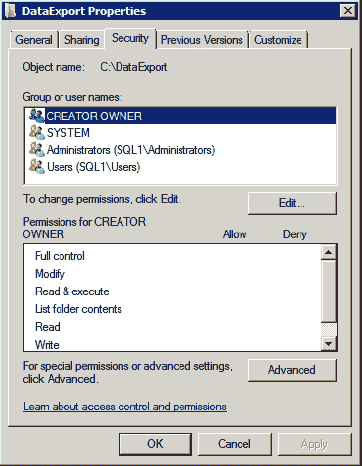 DataExport Properties
General
Sharing
Security
Previous Versions
Customize
Object name: C:\DataExport
Group or user names:
CREATOR OWNER
SYSTEM
Administrators (SQL1\Administrators)
Users (SQL1\Users)
To change permissions, click Edit.
Edit...
Permissions for CREATOR
OWNER Allow Deny
Full control
Modify
Read & execute
List folder contents
Read
Write
For special permissions or advanced settings,
click Advanced.
Advanced
Learn about access control and permissions
OK
Cancel
Apply